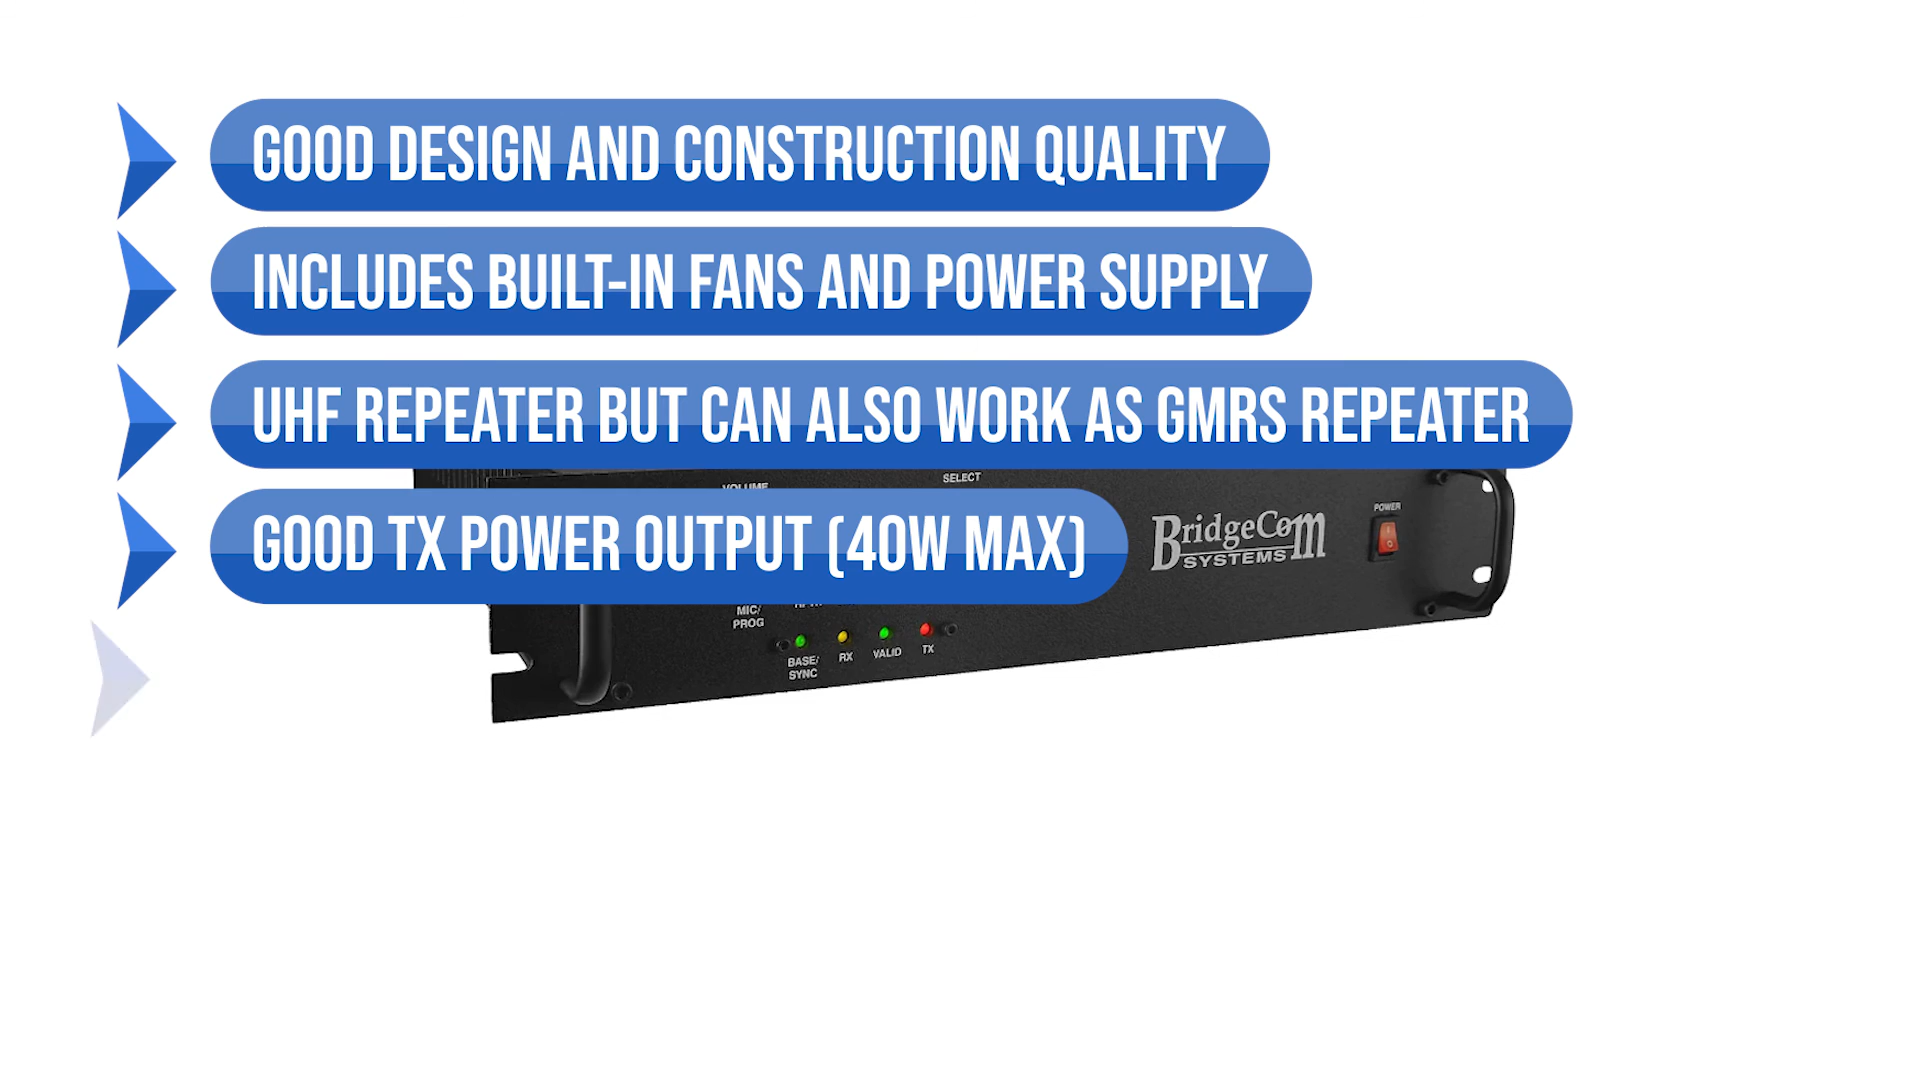 GOOD DESIGN AND CONSTRUCTION QUALITY
INCLUDES BUILT-IN FANS AND POWER SUPPLY
UHF REPEATER BUT CAN ALSO WORK AS GMRS REPEATER
SELECT
VOLUME
GOOD TX POWER OUTPUT (40W MAX)
POWER
BridgeCom
SYSTEMS
MIC/
PROG
BASE/
SYNC
RX
VALID
TX